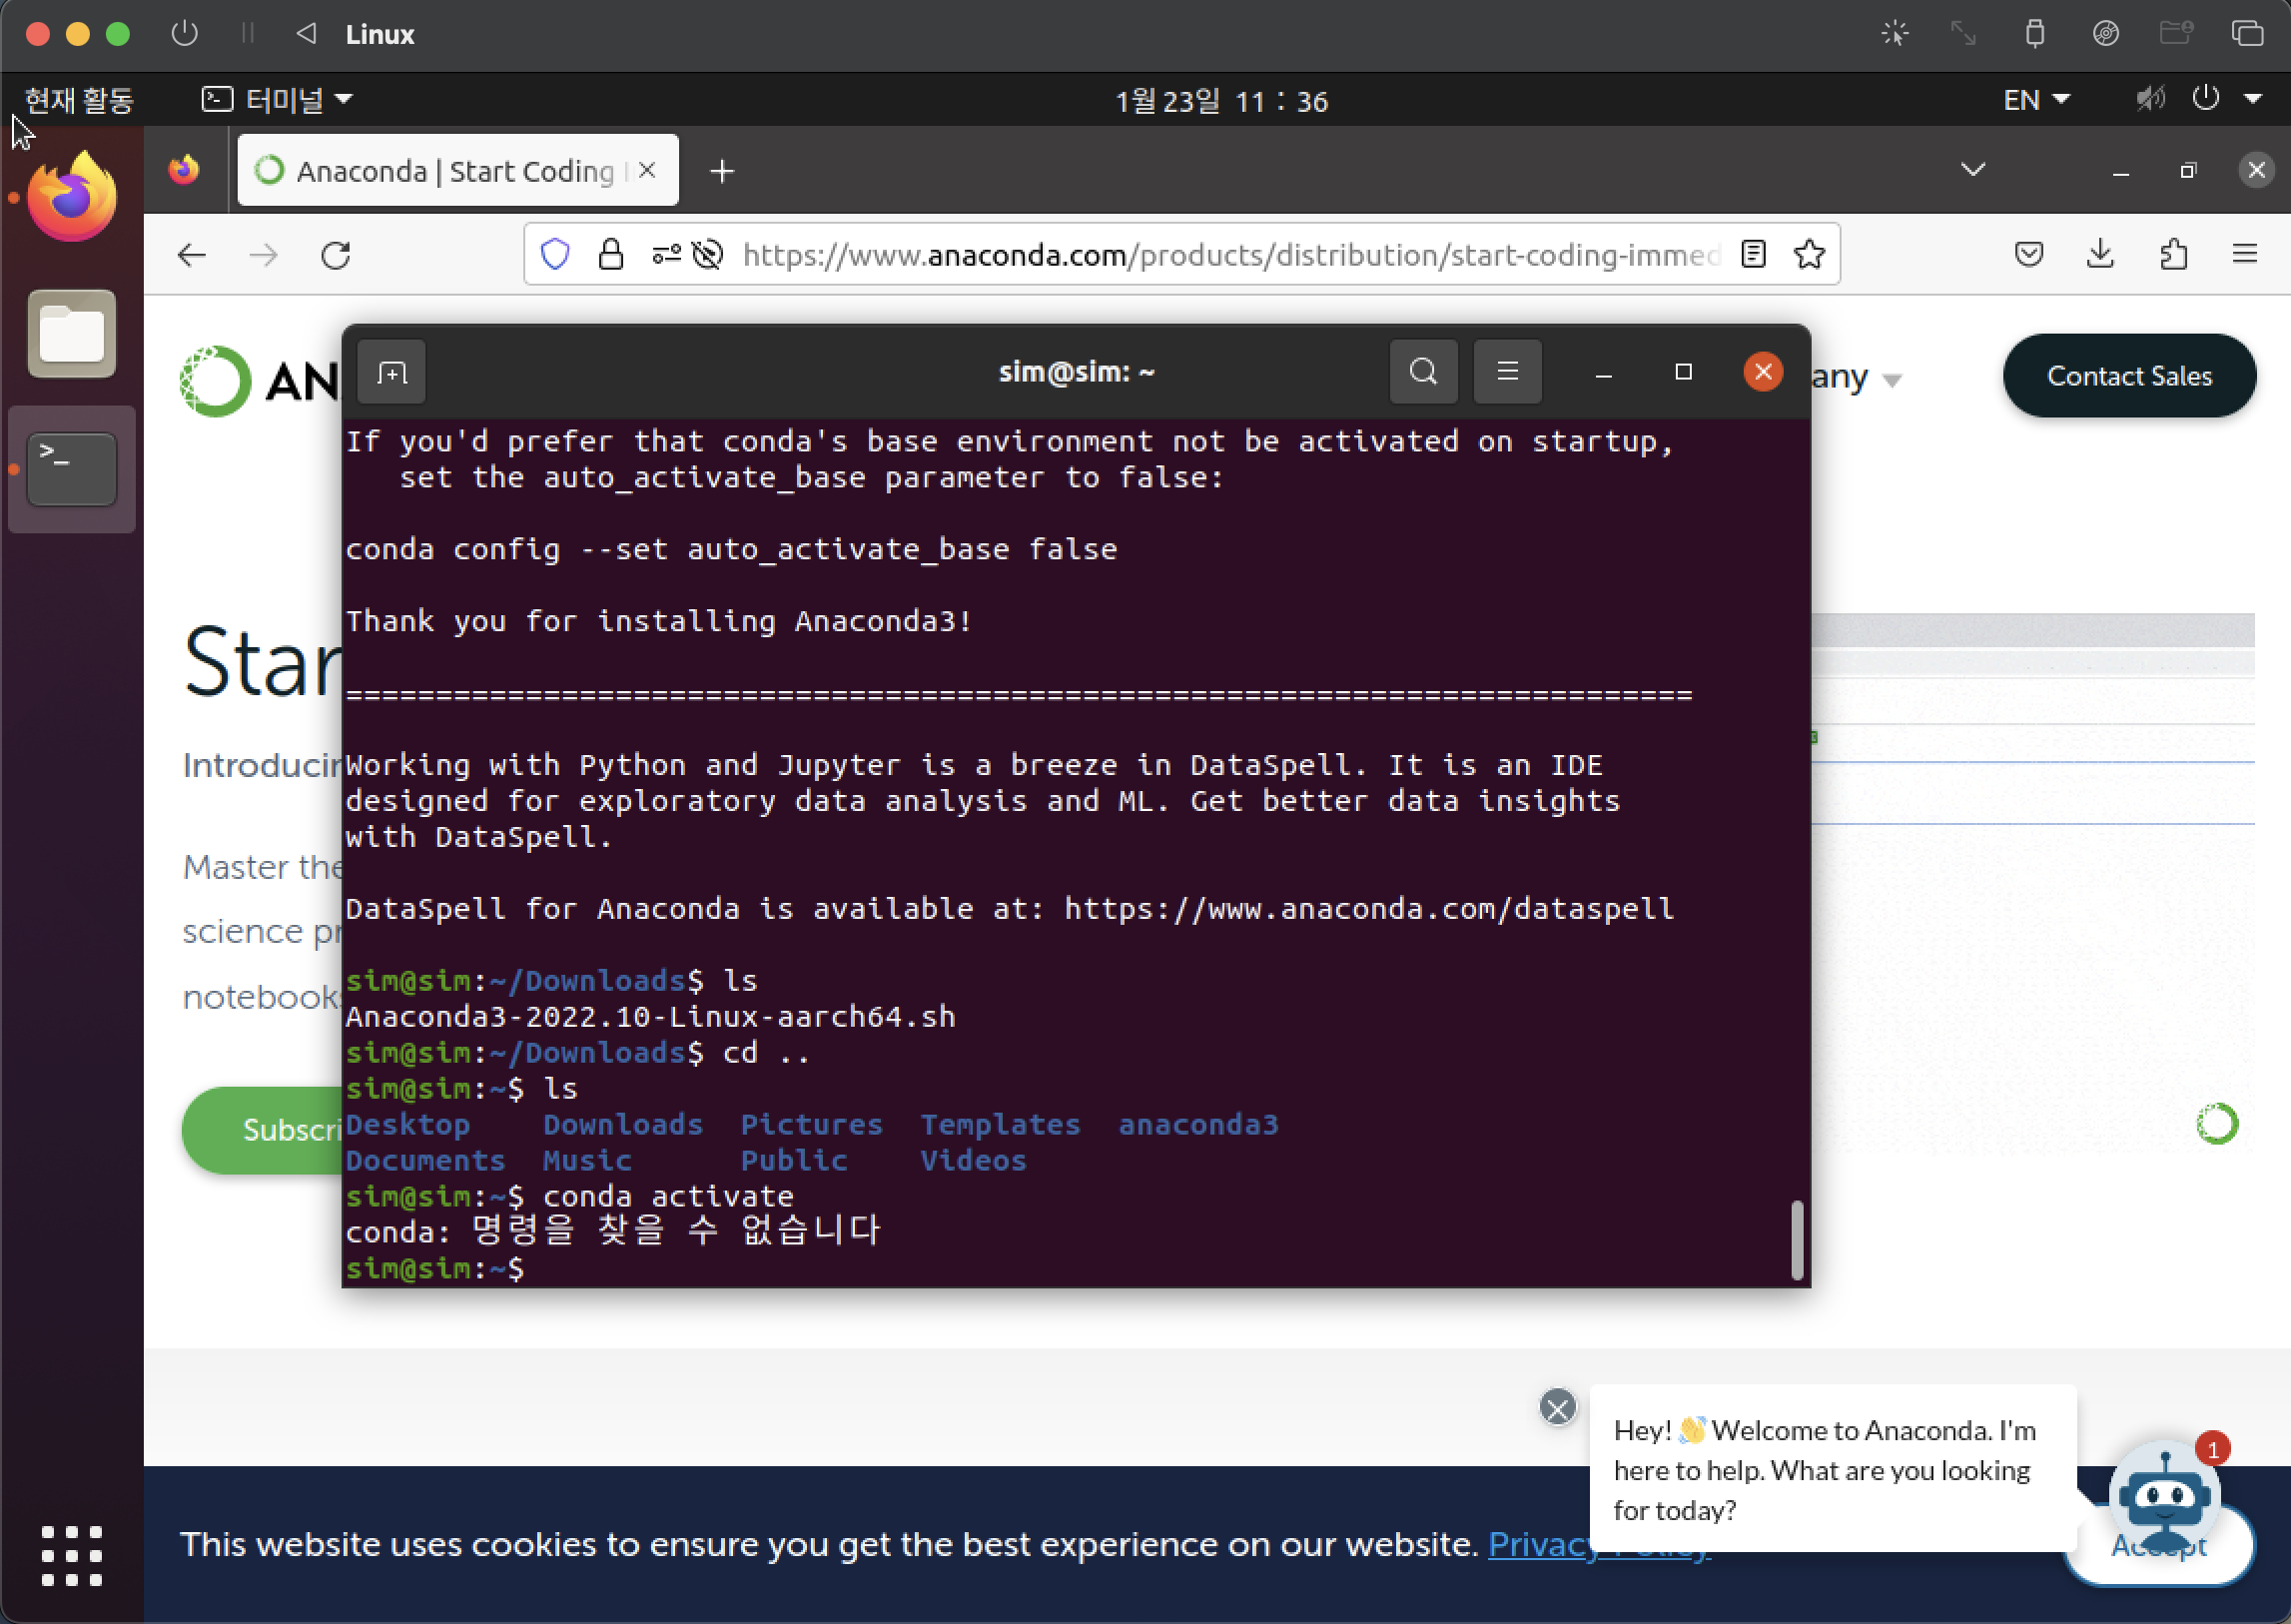 Linux
현재 활동
터미널
1월 23일 11 : 36
EN
Anaconda | Start Coding
https://www.anaconda.com/products/distribution/start-coding-immed
AN
any
Contact Sales
sim@sim: ~
If you'd prefer that conda's base environment not be activated on startup,
set the auto_activate_base parameter to false:
conda config --set auto_activate_base false
Thank you for installing Anaconda3!
===========================================================================
Star
Introducin
Working with Python and Jupyter is a breeze in DataSpell. It is an IDE
designed for exploratory data analysis and ML. Get better data insights
with DataSpell.
Master the
science pr
notebooks
DataSpell for Anaconda is available at: https://www.anaconda.com/dataspell
sim@sim:~/Downloads$ ls
Anaconda3-2022.10-Linux-aarch64.sh
sim@sim:~/Downloads$ cd ..
sim@sim:~$ ls
Subscri
Desktop Downloads Pictures Templates anaconda3
Documents Music Public Videos
sim@sim:~$ conda activate
conda: 명령을 찾을 수 없습니다
sim@sim:~$
Hey! 👋 Welcome to Anaconda. I'm
here to help. What are you looking
for today?
1
This website uses cookies to ensure you get the best experience on our website. Privacy Policy
Accept